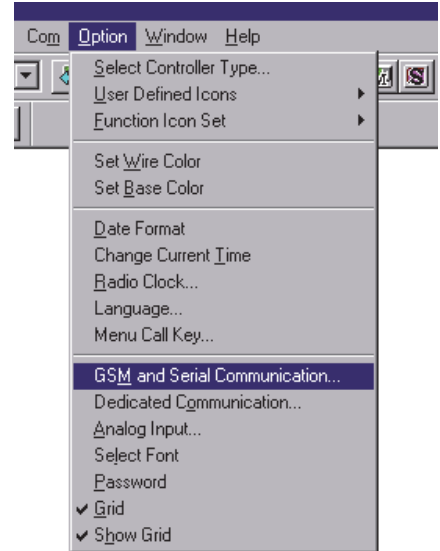 Com Option Window Help
Select Controller Type...
User Defined Icons
Function Icon Set
Set Wire Color
Set Base Color
Date Format
Change Current Time
Radio Clock...
Language...
Menu Call Key...
GSM and Serial Communication...
Dedicated Communication...
Analog Input...
Select Font
Password
Grid
Show Grid